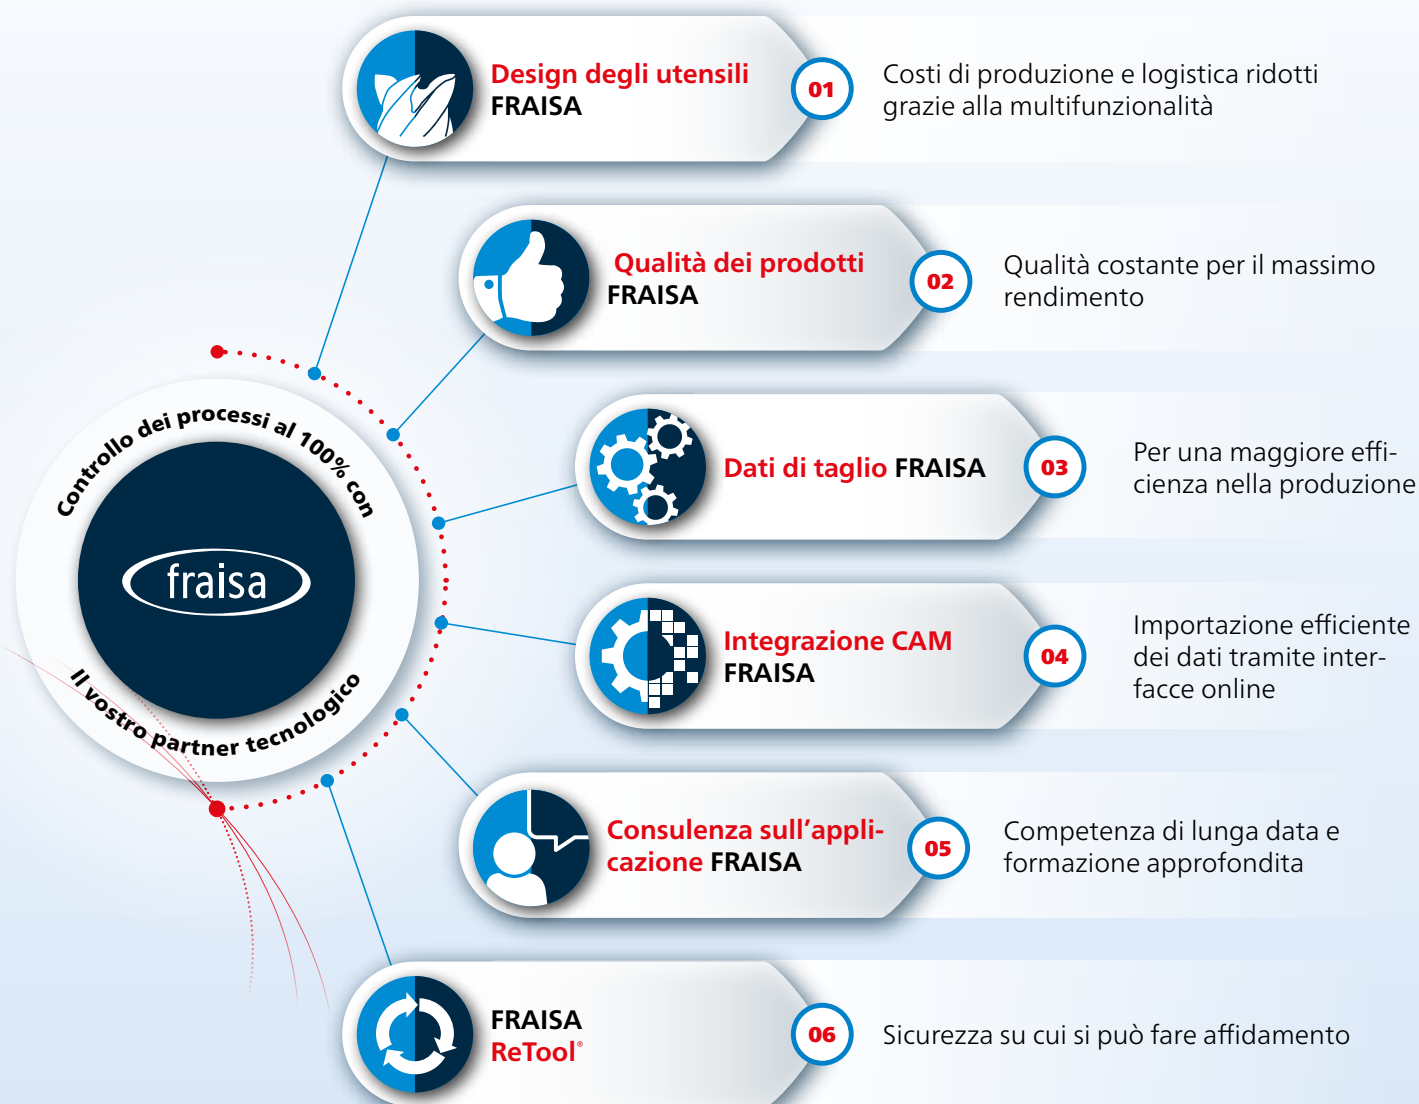 Controllo dei processi al 100% con
fraisa
Il vostro partner tecnologico
Design degli utensili
FRAISA
01
Costi di produzione e logistica ridotti
grazie alla multifunzionalità
Qualità dei prodotti
FRAISA
02
Qualità costante per il massimo
rendimento
Dati di taglio FRAISA
03
Per una maggiore effi-
cienza nella produzione
Integrazione CAM
FRAISA
04
Importazione efficiente
dei dati tramite inter-
facce online
Consulenza sull’appli-
cazione FRAISA
05
Competenza di lunga data e
formazione approfondita
FRAISA
ReTool®
06
Sicurezza su cui si può fare affidamento